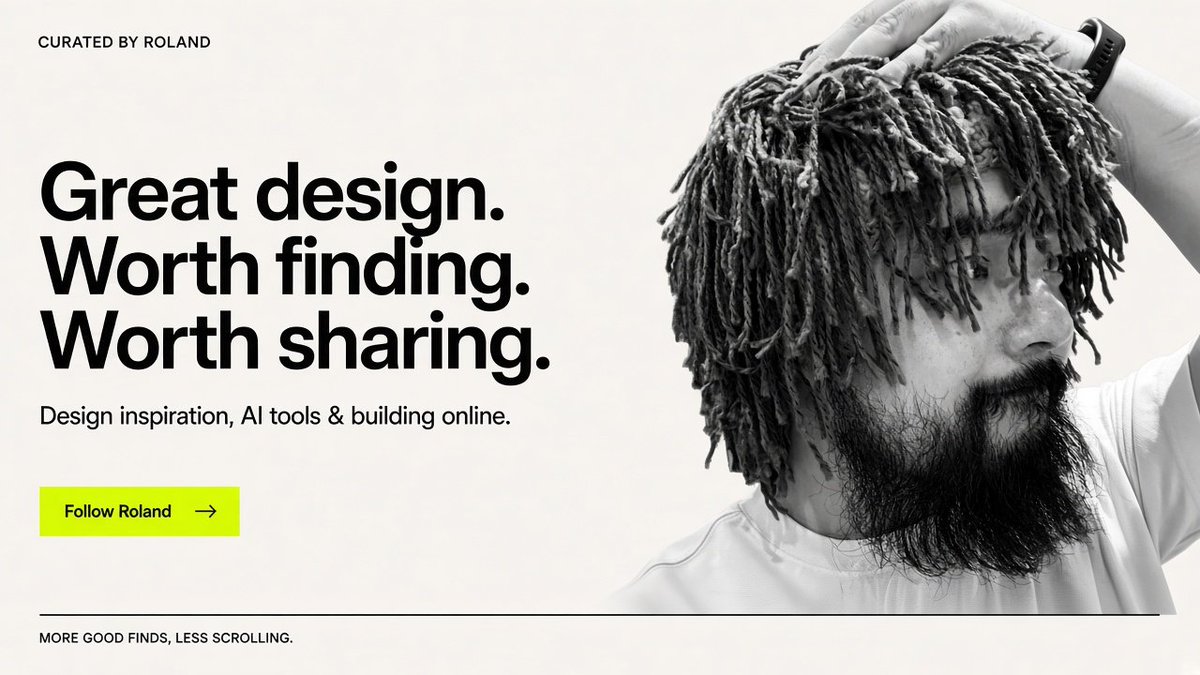 CURATED BY ROLAND
Great design.
Worth finding.
Worth sharing.
Design inspiration, AI tools & building online.
Follow Roland →
MORE GOOD FINDS, LESS SCROLLING.